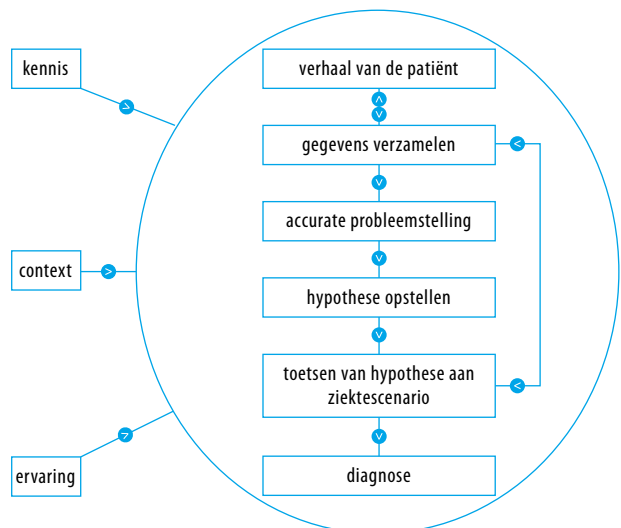 kennis
verhaal van de patiënt
gegevens verzamelen
accurate probleemstelling
context
hypothese opstellen
toetsen van hypothese aan
ziektescenario
ervaring
diagnose